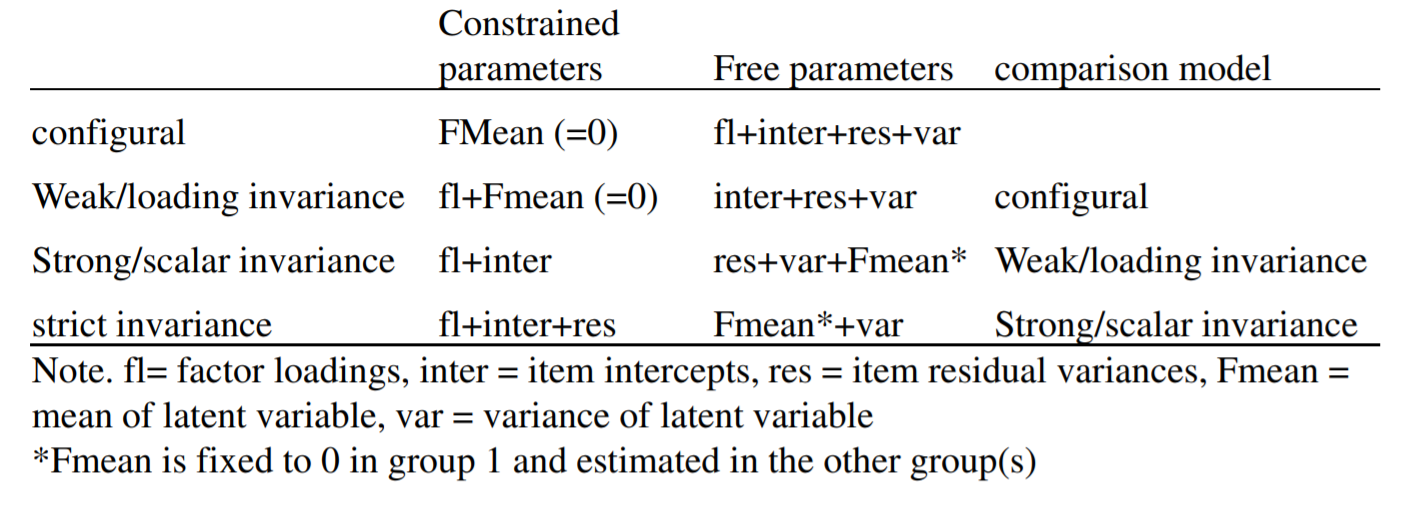 Constrained
parameters Free parameters comparison model
configural FMean (=0) fl+inter+res+var
Weak/loading invariance fl+Fmean (=0) inter+res+var configural
Strong/scalar invariance fl+inter res+var+Fmean* Weak/loading invariance
strict invariance fl+inter+res Fmean*+var Strong/scalar invariance
Note. fl= factor loadings, inter = item intercepts, res = item residual variances, Fmean =
mean of latent variable, var = variance of latent variable
*Fmean is fixed to 0 in group 1 and estimated in the other group(s)